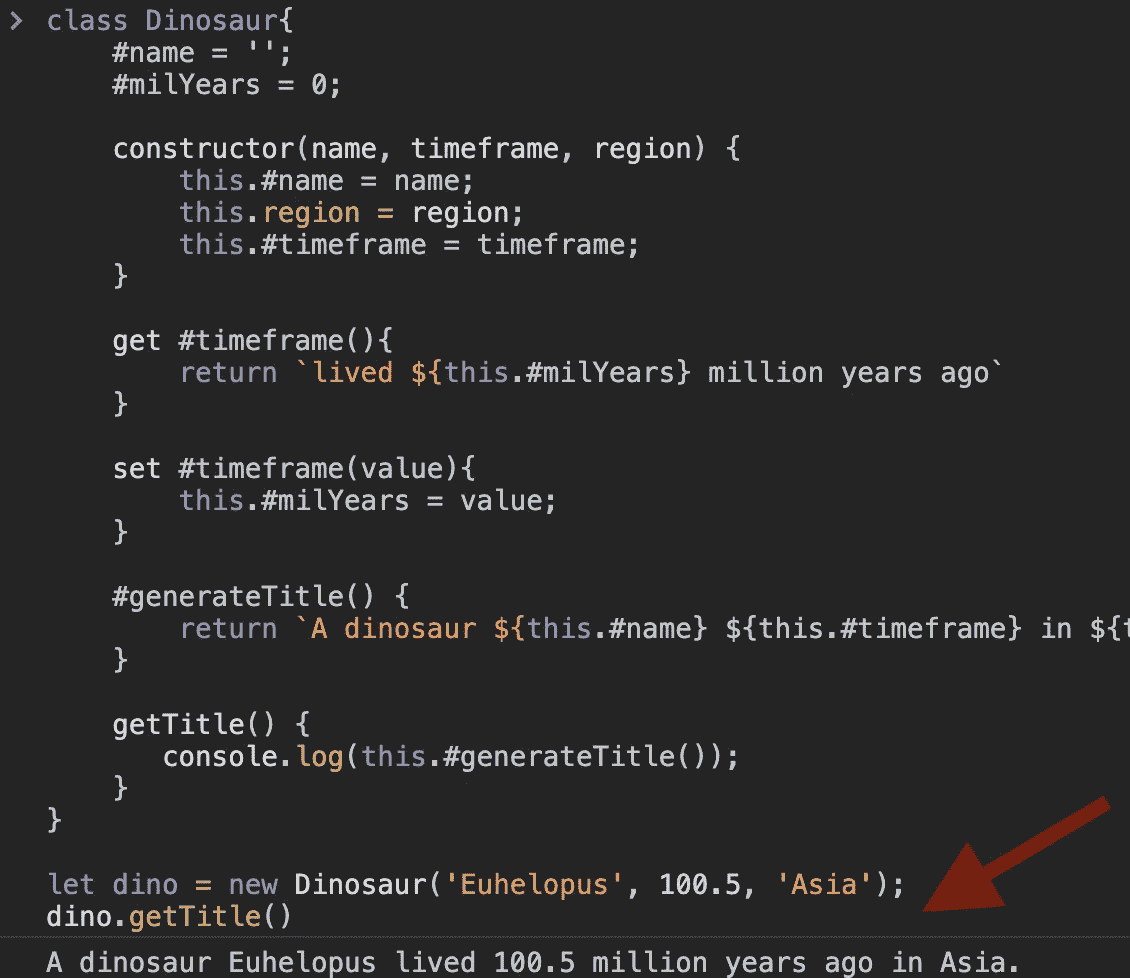 > class Dinosaur{
    #name = '';
    #milYears = 0;

    constructor(name, timeframe, region) {
        this.#name = name;
        this.region = region;
        this.#timeframe = timeframe;
    }

    get #timeframe(){
        return `lived ${this.#milYears} million years ago`
    }

    set #timeframe(value){
        this.#milYears = value;
    }

    #generateTitle() {
        return `A dinosaur ${this.#name} ${this.#timeframe} in ${t
    }

    getTitle() {
       console.log(this.#generateTitle());
    }
}

let dino = new Dinosaur('Euhelopus', 100.5, 'Asia');
dino.getTitle()
A dinosaur Euhelopus lived 100.5 million years ago in Asia.